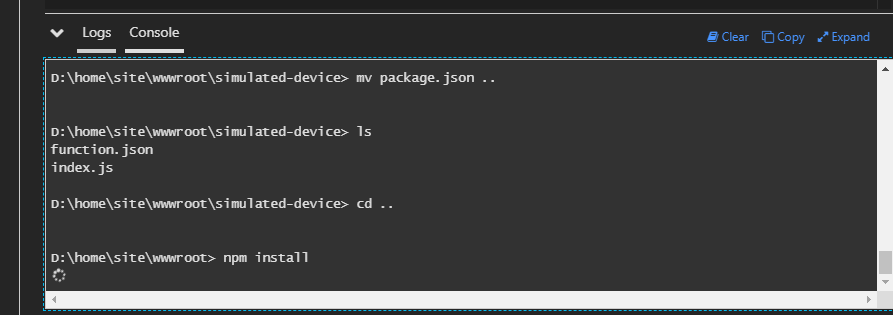 Logs Console Clear Copy Expand
D:\home\site\wwwroot\simulated-device> mv package.json ..
D:\home\site\wwwroot\simulated-device> ls
function.json
index.js
D:\home\site\wwwroot\simulated-device> cd ..
D:\home\site\wwwroot> npm install